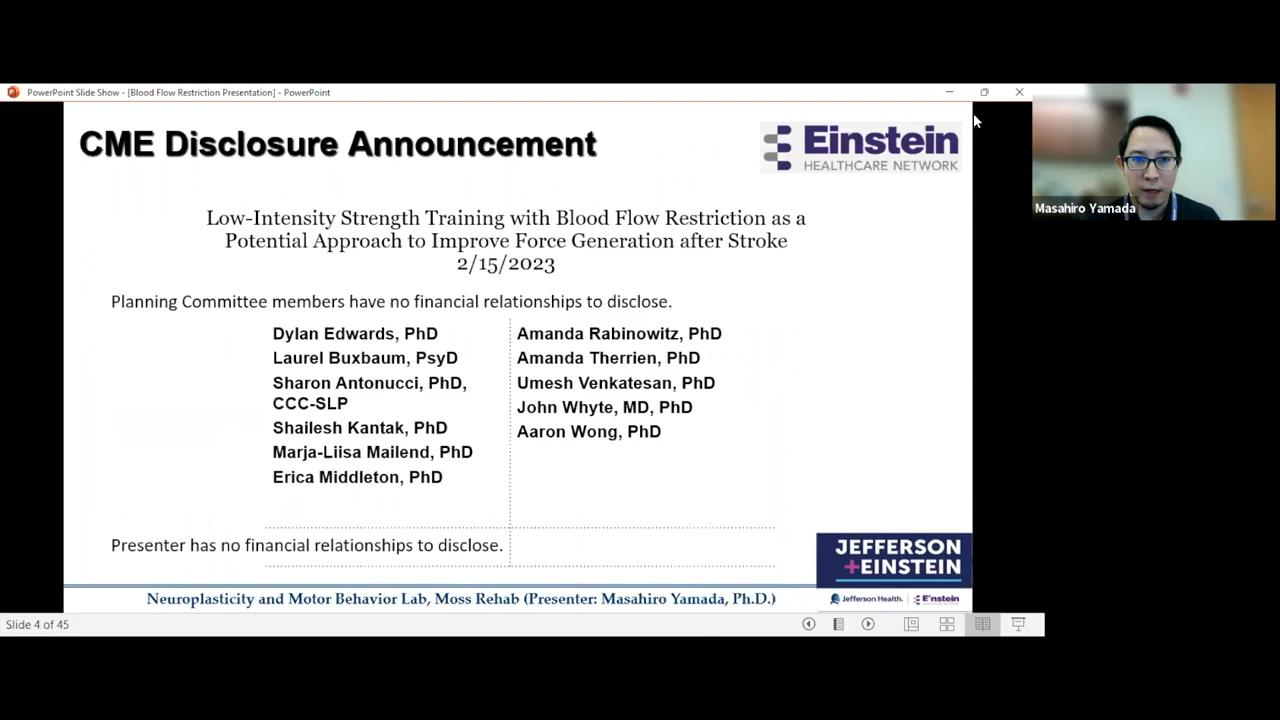 PowerPoint Slide Show - [Blood Flow Restriction Presentation] - PowerPoint
CME Disclosure Announcement
Einstein
HEALTHCARE NETWORK
Low-Intensity Strength Training with Blood Flow Restriction as a
Potential Approach to Improve Force Generation after Stroke
2/15/2023
Planning Committee members have no financial relationships to disclose.
Dylan Edwards, PhD
Laurel Buxbaum, PsyD
Sharon Antonucci, PhD,
CCC-SLP
Shailesh Kantak, PhD
Marja-Liisa Mailend, PhD
Erica Middleton, PhD
Amanda Rabinowitz, PhD
Amanda Therrien, PhD
Umesh Venkatesan, PhD
John Whyte, MD, PhD
Aaron Wong, PhD
Presenter has no financial relationships to disclose.
JEFFERSON
+EINSTEIN
Neuroplasticity and Motor Behavior Lab, Moss Rehab (Presenter: Masahiro Yamada, Ph.D.)
Jefferson Health. | Einstein
Slide 4 of 45
Masahiro Yamada